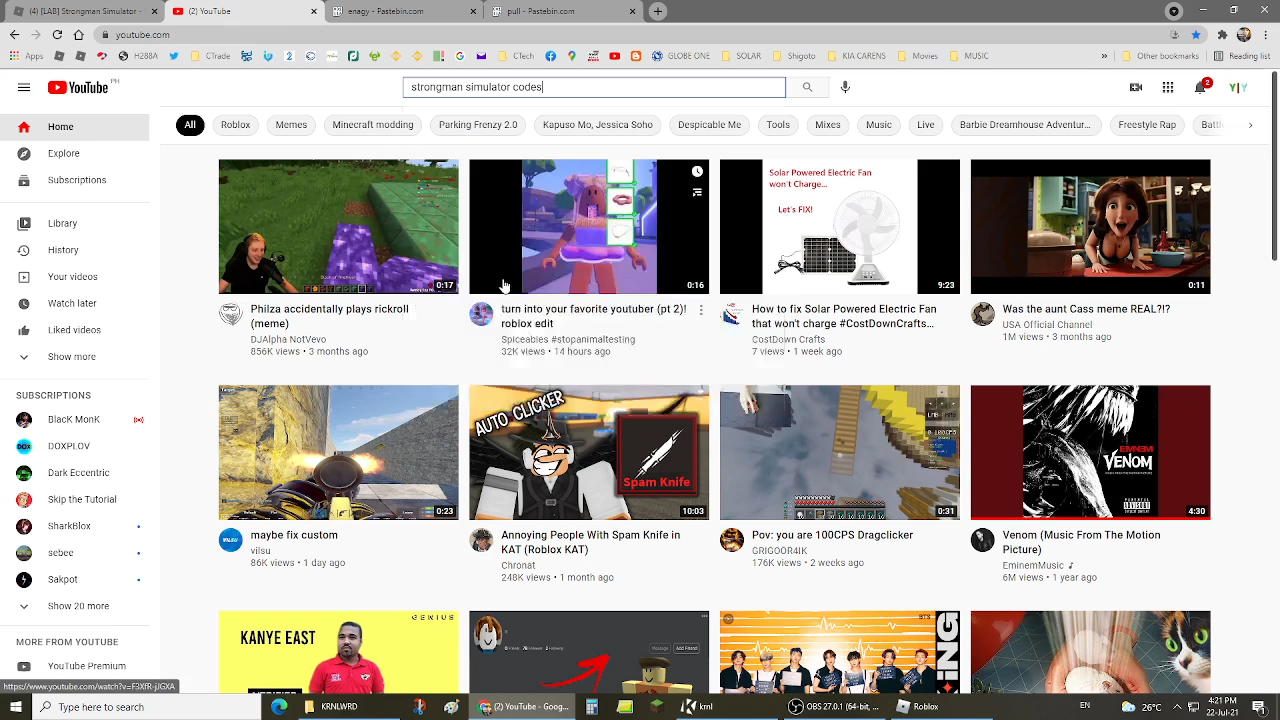 (4) [LAB] Strongman Simulator -
(2) YouTube
enagy - Pastebin.com
pull - Pastebin.com
youtube.com
Apps
H288A
CTrade
CTech
GLOBE ONE
SOLAR
Shigoto
KIA CARENS
Movies
MUSIC
Other bookmarks
Reading list
YouTube PH
strongman simulator codes
2
Home
Explore
Subscriptions
Library
History
Your videos
Watch later
Liked videos
Show more
SUBSCRIPTIONS
BlacK MonK
DOXPLOV
Dark Eccentric
Skip the Tutorial
SharkBlox
sebee
Sakpot
Show 20 more
MORE FROM YOUTUBE
YouTube Premium
All
Roblox
Memes
Minecraft modding
Parking Frenzy 2.0
Kapuso Mo, Jessica Soho
Despicable Me
Tools
Mixes
Music
Live
Barbie Dreamhouse Adventur...
Freestyle Rap
0:17
Philza accidentally plays rickroll
(meme)
DJAlpha NotVevo
856K views • 3 months ago
0:16
turn into your favorite youtuber (pt 2)!
roblox edit
Spiceabies #stopanimaltesting
32K views • 14 hours ago
Solar Powered Electric Fan
won't Charge...
Let's FIX!
9:23
How to fix Solar Powered Electric Fan
that won't charge #CostDownCrafts...
CostDown Crafts
7 views • 1 week ago
0:11
Was the aunt Cass meme REAL?!?
USA Official Channel
1M views • 3 months ago
0:23
maybe fix custom
viisu
86K views • 1 day ago
AUTO CLICKER
Spam Knife
10:03
Annoying People With Spam Knife in
KAT (Roblox KAT)
Chronat
248K views • 1 month ago
0:31
Pov: you are 100CPS Dragclicker
GRIGOOR4IK
176K views • 2 weeks ago
EMINEM
VENOM
4:30
Venom (Music From The Motion
Picture)
EminemMusic
6M views • 1 year ago
GENIUS
KANYE EAST
Message
Add Friend
BTS
https://www.youtube.com/watch?v=F3XfR-jJGXA
pe here to search
(2) YouTube - Goog...
knl
OBS 27.0.1 (64-bit, ...
Roblox
26°C
4:21 PM
22-Jul-21